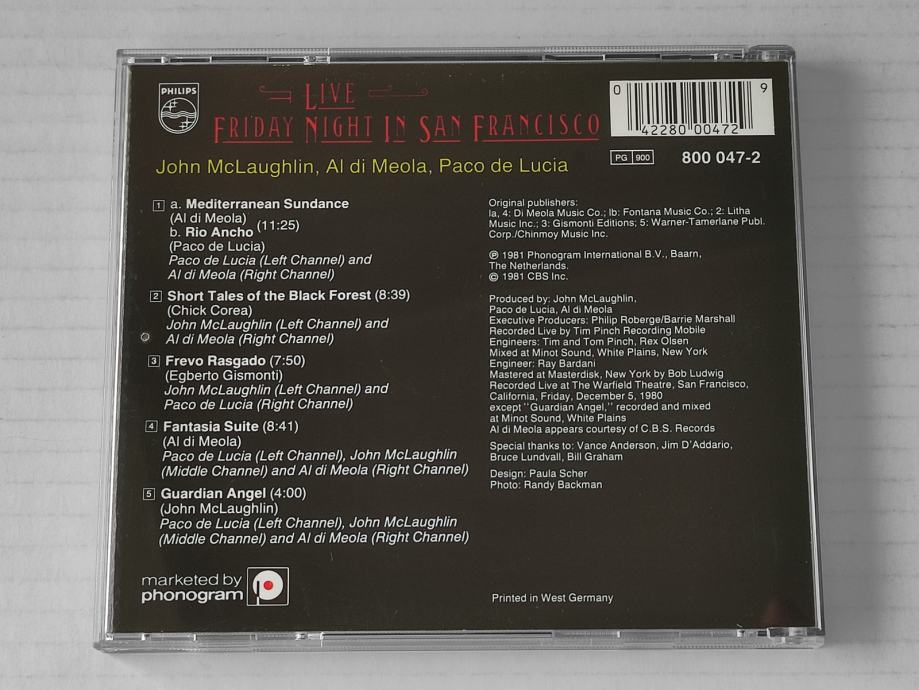 PHILIPS
LIVE
FRIDAY NIGHT IN SAN FRANCISCO
John McLaughlin, Al di Meola, Paco de Lucia
0 42280 00472 9
PG 900 800 047-2
1 a. Mediterranean Sundance
(Al di Meola)
b. Rio Ancho (11:25)
(Paco de Lucia)
Paco de Lucia (Left Channel) and
Al di Meola (Right Channel)
2 Short Tales of the Black Forest (8:39)
(Chick Corea)
John McLaughlin (Left Channel) and
Al di Meola (Right Channel)
3 Frevo Rasgado (7:50)
(Egberto Gismonti)
John McLaughlin (Left Channel) and
Paco de Lucia (Right Channel)
4 Fantasia Suite (8:41)
(Al di Meola)
Paco de Lucia (Left Channel), John McLaughlin
(Middle Channel) and Al di Meola (Right Channel)
5 Guardian Angel (4:00)
(John McLaughlin)
Paco de Lucia (Left Channel), John McLaughlin
(Middle Channel) and Al di Meola (Right Channel)
marketed by
phonogram
Original publishers:
Ia, 4: Di Meola Music Co.; Ib: Fontana Music Co.; 2: Litha
Music Inc.; 3: Gismonti Editions; 5: Warner-Tamerlane Publ.
Corp./Chinmoy Music Inc.
℗ 1981 Phonogram International B.V., Baarn,
The Netherlands.
© 1981 CBS Inc.
Produced by: John McLaughlin,
Paco de Lucia, Al di Meola
Executive Producers: Philip Roberge/Barrie Marshall
Recorded Live by Tim Pinch Recording Mobile
Engineers: Tim and Tom Pinch, Rex Olsen
Mixed at Minot Sound, White Plains, New York
Engineer: Ray Bardani
Mastered at Masterdisk, New York by Bob Ludwig
Recorded Live at The Warfield Theatre, San Francisco,
California, Friday, December 5, 1980
except "Guardian Angel," recorded and mixed
at Minot Sound, White Plains
Al di Meola appears courtesy of C.B.S. Records
Special thanks to: Vance Anderson, Jim D'Addario,
Bruce Lundvall, Bill Graham
Design: Paula Scher
Photo: Randy Backman
Printed in West Germany